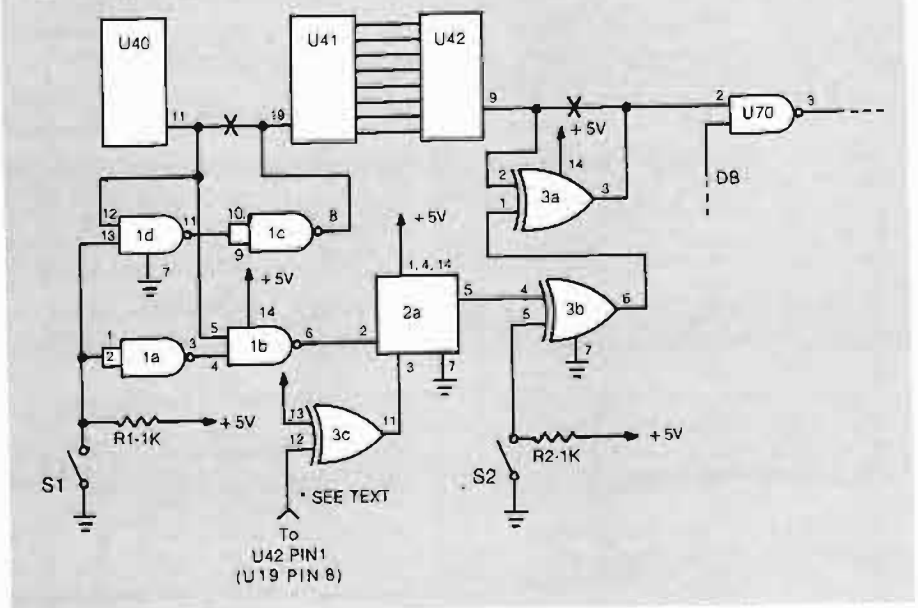 U40
U41
U42
11
19
9
2
U70
3
+5V
14
DB
2
3a
3
1
12
11
10
8
1d
1c
13
9
7
+5V
+5V
1,4,14
14
5
4
3b
6
5
1
3
1a
2
5
1b
6
4
2
2a
3
7
7
13
3c
11
12
R1-1K
+5V
S1
R2-1K
+5V
S2
* SEE TEXT
To
U42 PIN1
(U19 PIN 8)